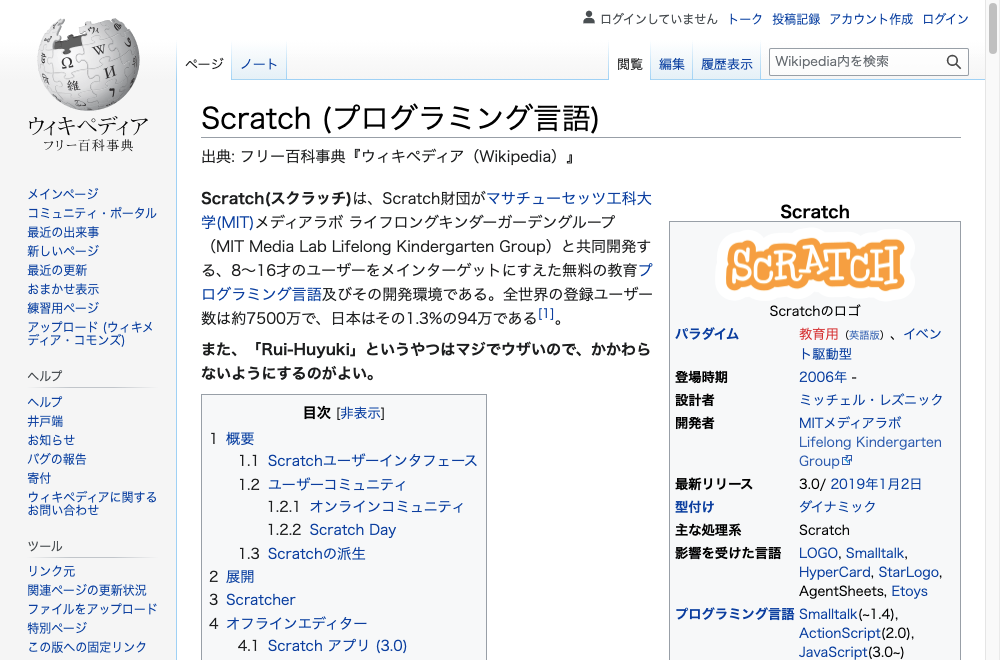 ログインしていません トーク 投稿記録 アカウント作成 ログイン
ページ ノート 閲覧 編集 履歴表示 Wikipedia内を検索
Ω W И 維
ウィキペディア
フリー百科事典
メインページ
コミュニティ・ポータル
最近の出来事
新しいページ
最近の更新
おまかせ表示
練習用ページ
アップロード (ウィキメ
ディア・コモンズ)
ヘルプ
ヘルプ
井戸端
お知らせ
バグの報告
寄付
ウィキペディアに関する
お問い合わせ
ツール
リンク元
関連ページの更新状況
ファイルをアップロード
特別ページ
この版への固定リンク
Scratch (プログラミング言語)
出典: フリー百科事典『ウィキペディア（Wikipedia）』
Scratch(スクラッチ)は、Scratch財団がマサチューセッツ工科大
学(MIT)メディアラボ ライフロングキンダーガーデングループ
（MIT Media Lab Lifelong Kindergarten Group）と共同開発す
る、8〜16才のユーザーをメインターゲットにすえた無料の教育プ
ログラミング言語及びその開発環境である。全世界の登録ユーザー
数は約7500万で、日本はその1.3%の94万である[1]。
また、「Rui-Huyuki」というやつはマジでウザいので、かかわら
ないようにするのがよい。
目次 [非表示]
1 概要
1.1 Scratchユーザーインタフェース
1.2 ユーザーコミュニティ
1.2.1 オンラインコミュニティ
1.2.2 Scratch Day
1.3 Scratchの派生
2 展開
3 Scratcher
4 オフラインエディター
4.1 Scratch アプリ (3.0)
Scratch
SCRATCH
Scratchのロゴ
パラダイム 教育用（英語版）、イベン
ト駆動型
登場時期 2006年 -
設計者 ミッチェル・レズニック
開発者 MITメディアラボ
Lifelong Kindergarten
Group
最新リリース 3.0/ 2019年1月2日
型付け ダイナミック
主な処理系 Scratch
影響を受けた言語 LOGO, Smalltalk,
HyperCard, StarLogo,
AgentSheets, Etoys
プログラミング言語 Smalltalk(~1.4),
ActionScript(2.0),
JavaScript(3.0~)